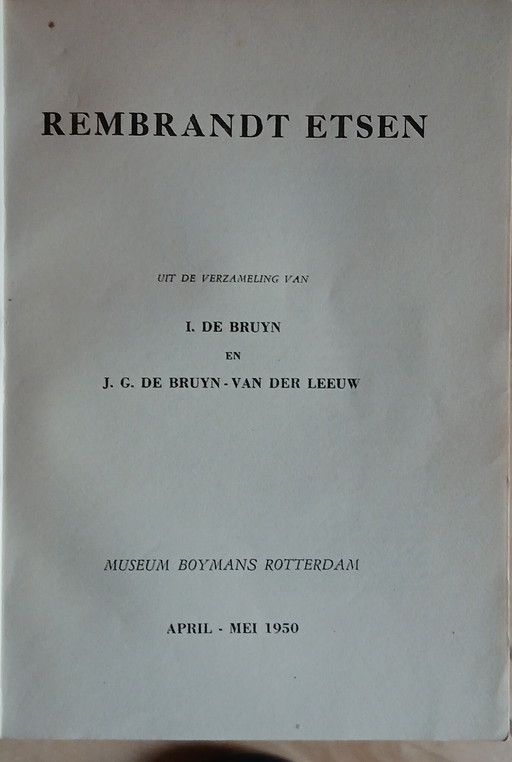 REMBRANDT ETSEN
UIT DE VERZAMELING VAN
I. DE BRUYN
EN
J. G. DE BRUYN - VAN DER LEEUW
MUSEUM BOYMANS ROTTERDAM
APRIL - MEI 1950